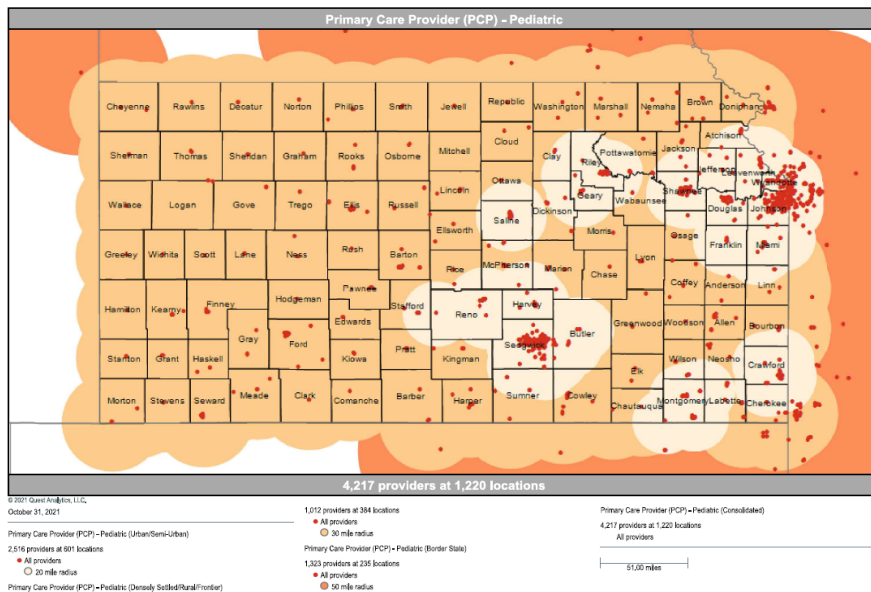 Primary Care Provider (PCP) – Pediatric
Cheyenne Rawlins Decatur Norton Phillips Smith Jewell Republic Washington Marshall Nemaha Brown Doniphan
Atchison
Sherman Thomas Sheridan Graham Rooks Osborne Mitchell Cloud Clay Riley Pottawatomie Jackson Jefferson Leavenworth
Wyandotte
Wallace Logan Gove Trego Ellis Russell Lincoln Ottawa Geary Wabaunsee Shawnee
Saline Dickinson Douglas Johnson
Greeley Wichita Scott Lane Ness Rush Barton Ellsworth Morris Osage Franklin Miami
Rice McPherson Marion Chase Lyon Coffey Anderson Linn
Hamilton Kearny Finney Hodgeman Pawnee Stafford Reno Harvey
Gray Ford Edwards Sedgwick Butler Greenwood Woodson Allen Bourbon
Stanton Grant Haskell Kiowa Pratt Kingman Elk Wilson Neosho Crawford
Morton Stevens Seward Meade Clark Comanche Barber Harper Sumner Cowley Chautauqua Montgomery Labette Cherokee
4,217 providers at 1,220 locations
© 2021 Quest Analytics, LLC.
October 31, 2021
Primary Care Provider (PCP) – Pediatric (Urban/Semi-Urban)
2,516 providers at 601 locations
All providers
20 mile radius
Primary Care Provider (PCP) – Pediatric (Densely Settled/Rural/Frontier)
1,012 providers at 384 locations
All providers
30 mile radius
Primary Care Provider (PCP) – Pediatric (Border State)
1,323 providers at 235 locations
All providers
50 mile radius
Primary Care Provider (PCP) – Pediatric (Consolidated)
4,217 providers at 1,220 locations
All providers
51.00 miles